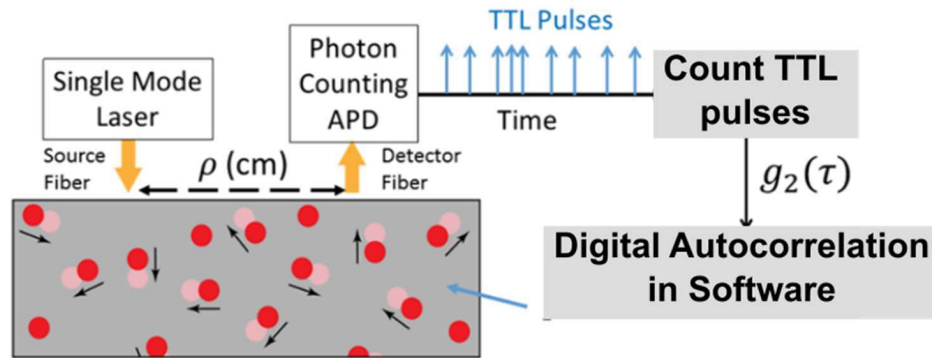 Single Mode
Laser
Source
Fiber
ρ (cm)
Photon
Counting
APD
Detector
Fiber
TTL Pulses
Time
Count TTL
pulses
g₂(τ)
Digital Autocorrelation
in Software